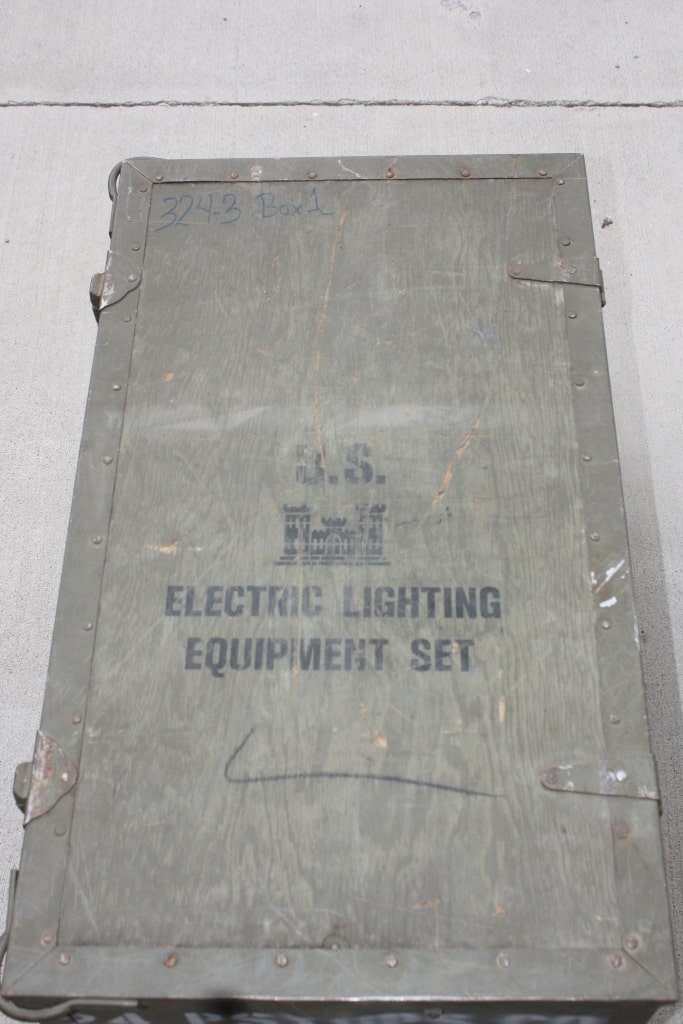 324-3 Box 1
U.S.
ELECTRIC LIGHTING
EQUIPMENT SET